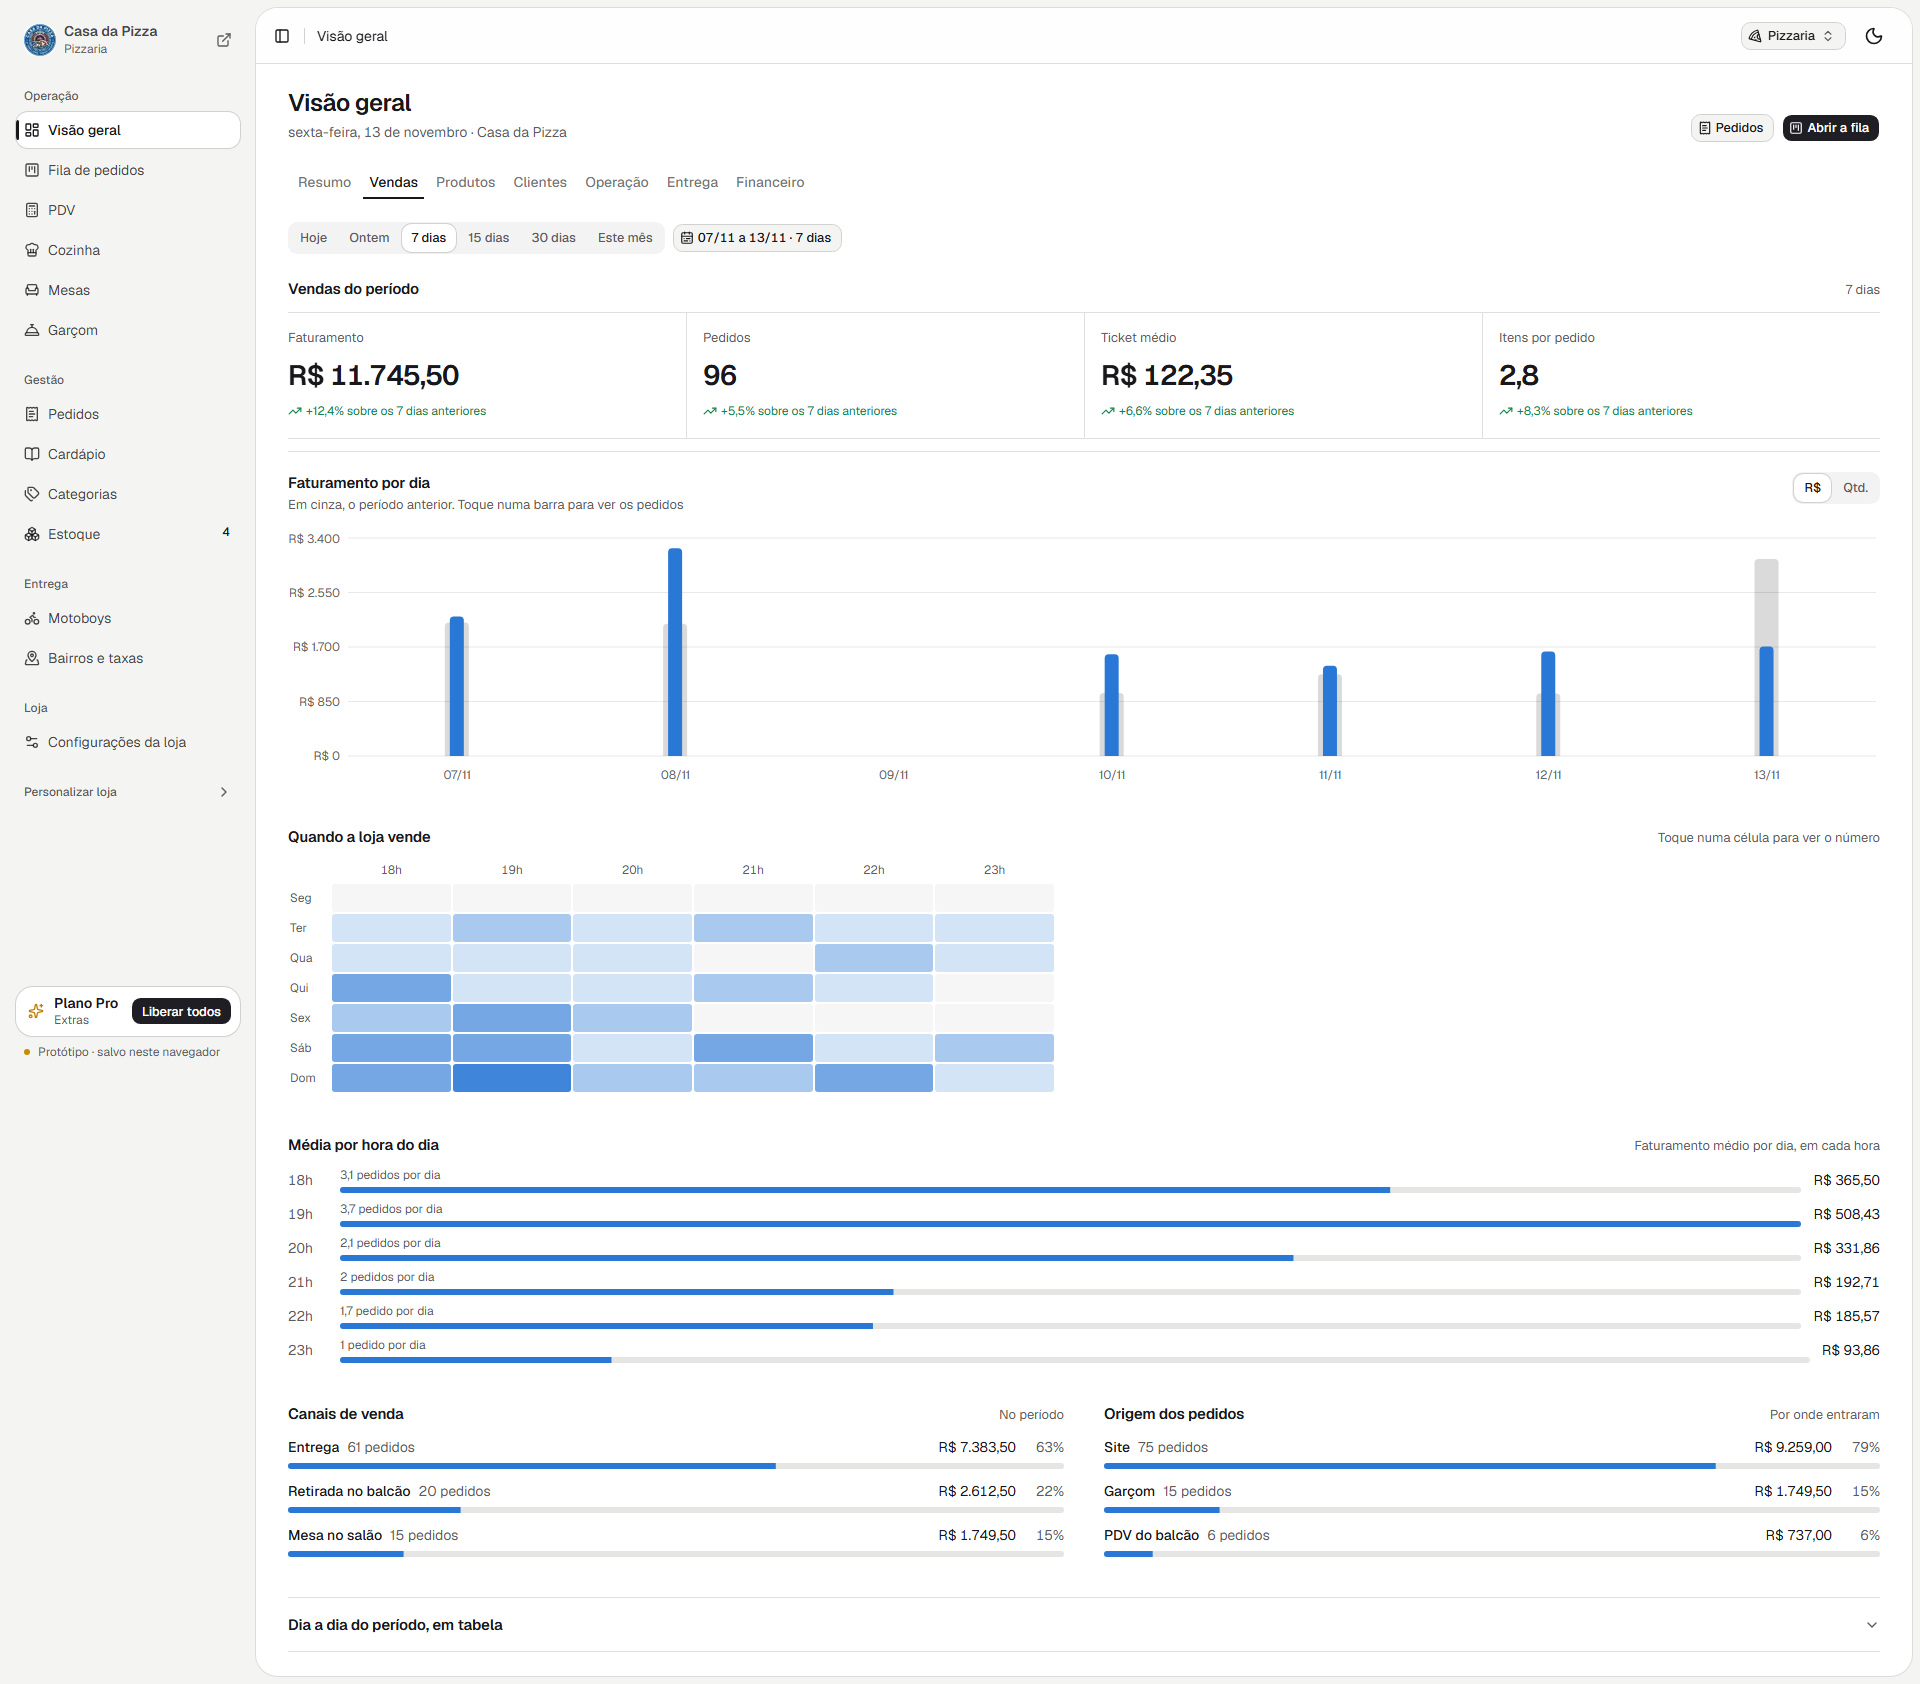 Casa da Pizza
Pizzaria
Operação
Visão geral
Fila de pedidos
PDV
Cozinha
Mesas
Garçom
Gestão
Pedidos
Cardápio
Categorias
Estoque 4
Entrega
Motoboys
Bairros e taxas
Loja
Configurações da loja
Personalizar loja
Plano Pro
Extras
Liberar todos
Protótipo · salvo neste navegador
Visão geral
Pizzaria
Visão geral
sexta-feira, 13 de novembro · Casa da Pizza
Pedidos
Abrir a fila
Resumo Vendas Produtos Clientes Operação Entrega Financeiro
Hoje Ontem 7 dias 15 dias 30 dias Este mês 07/11 a 13/11 · 7 dias
Vendas do período 7 dias
Faturamento
R$ 11.745,50
+12,4% sobre os 7 dias anteriores
Pedidos
96
+5,5% sobre os 7 dias anteriores
Ticket médio
R$ 122,35
+6,6% sobre os 7 dias anteriores
Itens por pedido
2,8
+8,3% sobre os 7 dias anteriores
Faturamento por dia
Em cinza, o período anterior. Toque numa barra para ver os pedidos
R$ Qtd.
R$ 3.400
R$ 2.550
R$ 1.700
R$ 850
R$ 0
07/11 08/11 09/11 10/11 11/11 12/11 13/11
Quando a loja vende Toque numa célula para ver o número
18h 19h 20h 21h 22h 23h
Seg
Ter
Qua
Qui
Sex
Sáb
Dom
Média por hora do dia Faturamento médio por dia, em cada hora
18h 3,1 pedidos por dia R$ 365,50
19h 3,7 pedidos por dia R$ 508,43
20h 2,1 pedidos por dia R$ 331,86
21h 2 pedidos por dia R$ 192,71
22h 1,7 pedido por dia R$ 185,57
23h 1 pedido por dia R$ 93,86
Canais de venda No período
Entrega 61 pedidos R$ 7.383,50 63%
Retirada no balcão 20 pedidos R$ 2.612,50 22%
Mesa no salão 15 pedidos R$ 1.749,50 15%
Origem dos pedidos Por onde entraram
Site 75 pedidos R$ 9.259,00 79%
Garçom 15 pedidos R$ 1.749,50 15%
PDV do balcão 6 pedidos R$ 737,00 6%
Dia a dia do período, em tabela